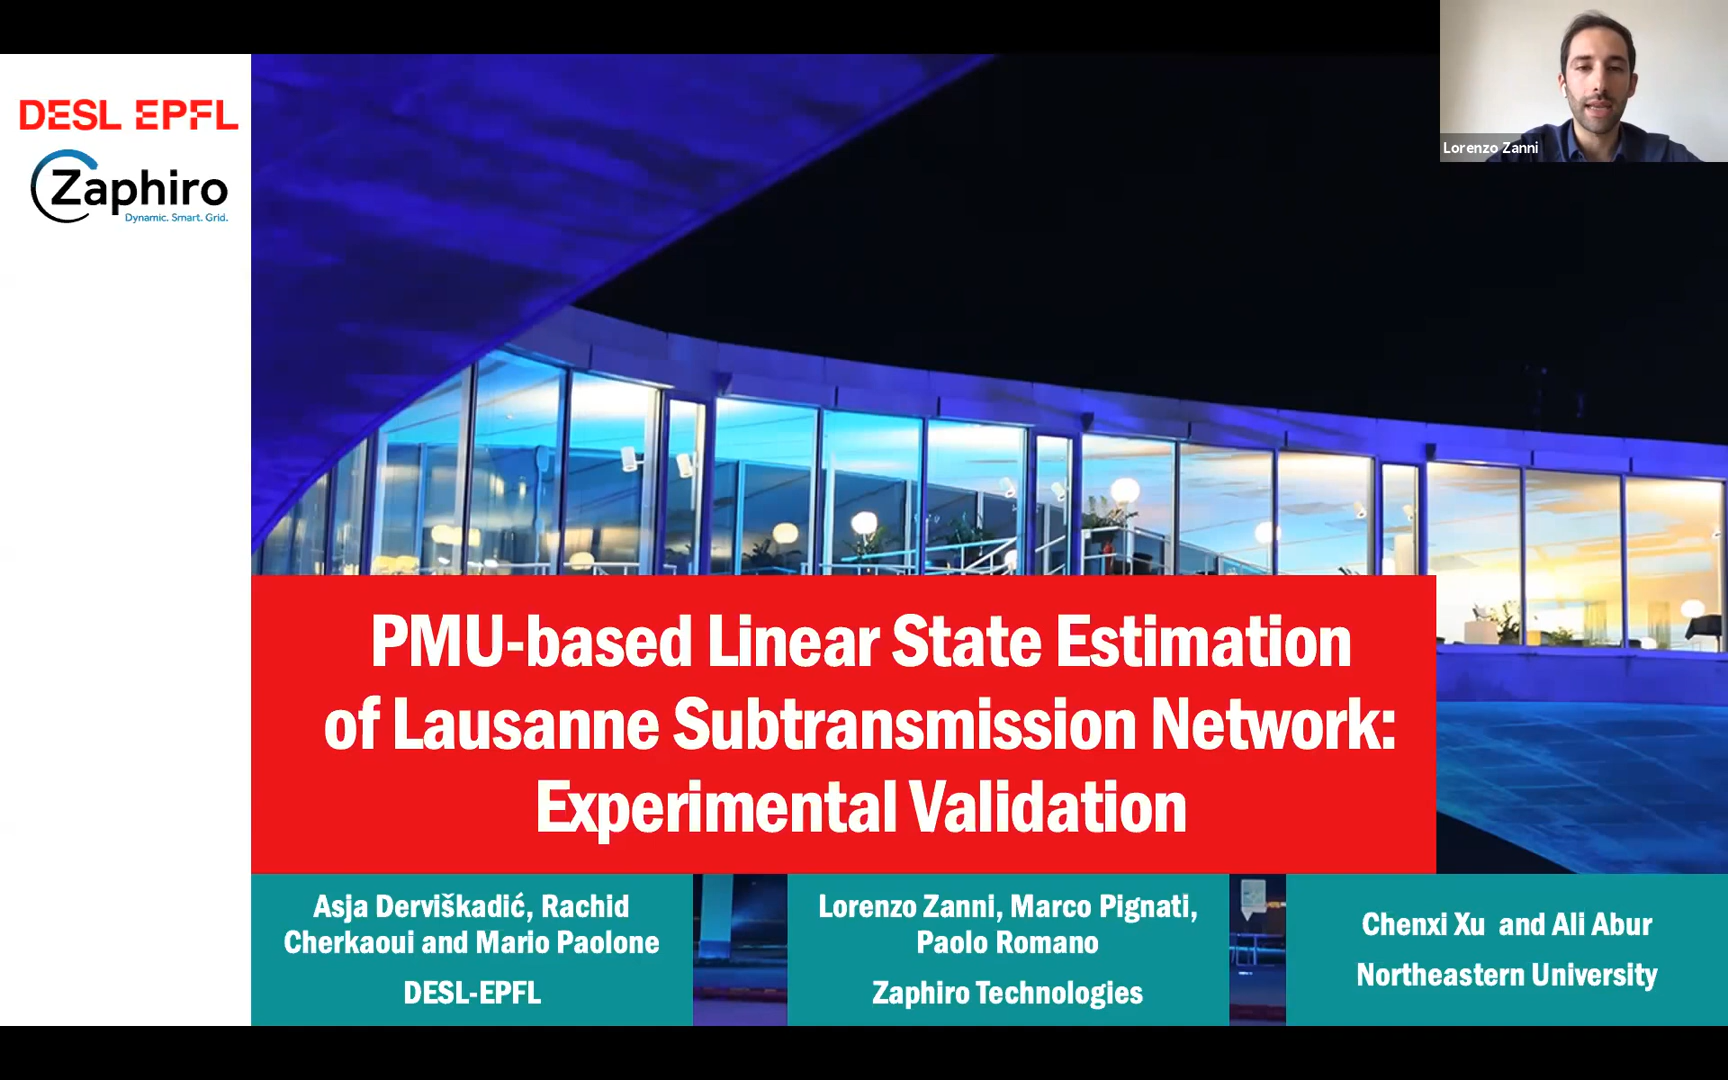 DESL EPFL
Zaphiro
Dynamic. Smart. Grid.
Lorenzo Zanni
PMU-based Linear State Estimation
of Lausanne Subtransmission Network:
Experimental Validation
Asja Derviškadić, Rachid
Cherkaoui and Mario Paolone
DESL-EPFL
Lorenzo Zanni, Marco Pignati,
Paolo Romano
Zaphiro Technologies
Chenxi Xu and Ali Abur
Northeastern University